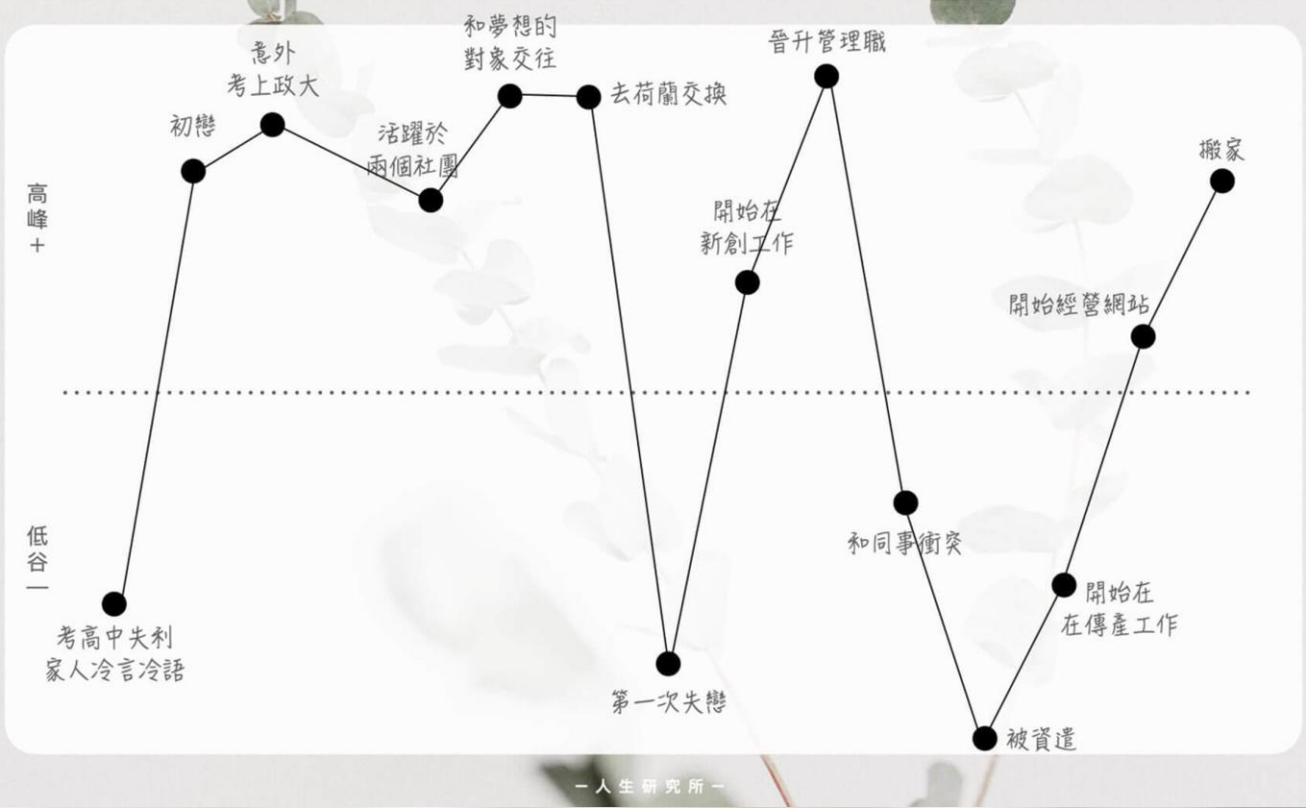 和夢想的
對象交往
意外
考上政大
晉升管理職
去荷蘭交換
初戀
活躍於
兩個社團
搬家
高峰＋
開始在
新創工作
開始經營網站
低谷—
和同事衝突
開始在
在傳產工作
考高中失利
家人冷言冷語
第一次失戀
被資遣
—人生研究所—